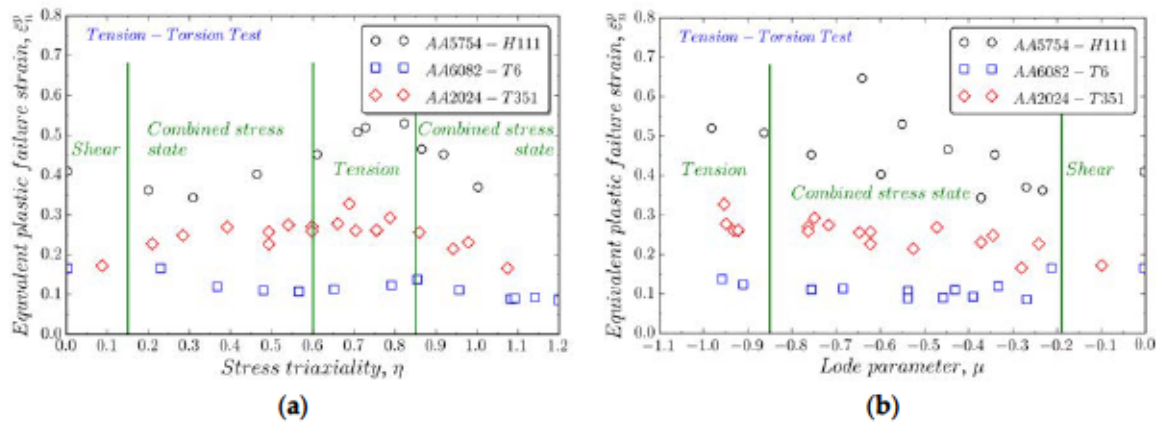 Tension – Torsion Test
AA5754 – H111
AA6082 – T6
AA2024 – T351
Shear
Combined stress
state
Tension
Combined stress
state
0.8
0.7
0.6
0.5
0.4
0.3
0.2
0.1
0.0
0.0 0.1 0.2 0.3 0.4 0.5 0.6 0.7 0.8 0.9 1.0 1.1 1.2
Equivalent plastic failure strain, ε̄ⁿₚ
Stress triaxiality, η
(a)
Tension – Torsion Test
AA5754 – H111
AA6082 – T6
AA2024 – T351
Tension
Combined stress state
Shear
0.8
0.7
0.6
0.5
0.4
0.3
0.2
0.1
0.0
−1.1 −1.0 −0.9 −0.8 −0.7 −0.6 −0.5 −0.4 −0.3 −0.2 −0.1 0.0
Equivalent plastic failure strain, ε̄ⁿₚ
Lode parameter, μ
(b)